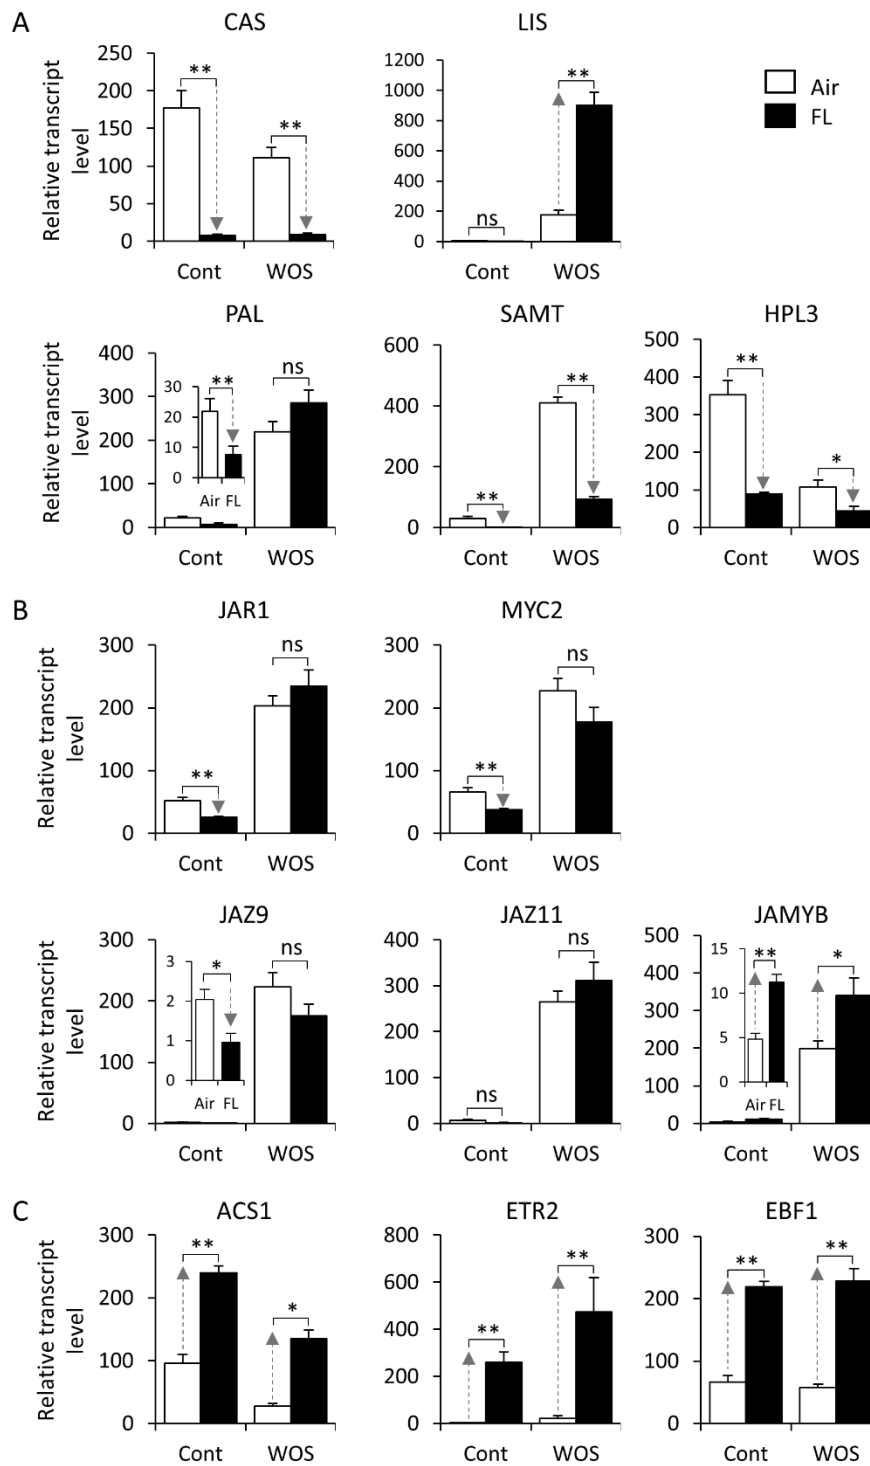 A
CAS
LIS
Air
FL
Relative transcript
level
250
200
150
100
50
0
**
**
Cont
WOS
1200
1000
800
600
400
200
0
ns
**
Cont
WOS
PAL
SAMT
HPL3
Relative transcript
level
400
300
200
100
0
30
20
10
0
**
Air FL
ns
Cont
WOS
600
400
200
0
**
**
Cont
WOS
500
400
300
200
100
0
**
*
Cont
WOS
B
JAR1
MYC2
Relative transcript
level
300
200
100
0
**
ns
Cont
WOS
300
200
100
0
**
ns
Cont
WOS
JAZ9
JAZ11
JAMYB
Relative transcript
level
300
200
100
0
3
2
1
0
*
Air FL
ns
Cont
WOS
400
300
200
100
0
ns
ns
Cont
WOS
500
400
300
200
100
0
15
10
5
0
**
Air FL
*
Cont
WOS
C
ACS1
ETR2
EBF1
Relative transcript
level
300
200
100
0
**
*
Cont
WOS
800
600
400
200
0
**
**
Cont
WOS
300
200
100
0
**
**
Cont
WOS